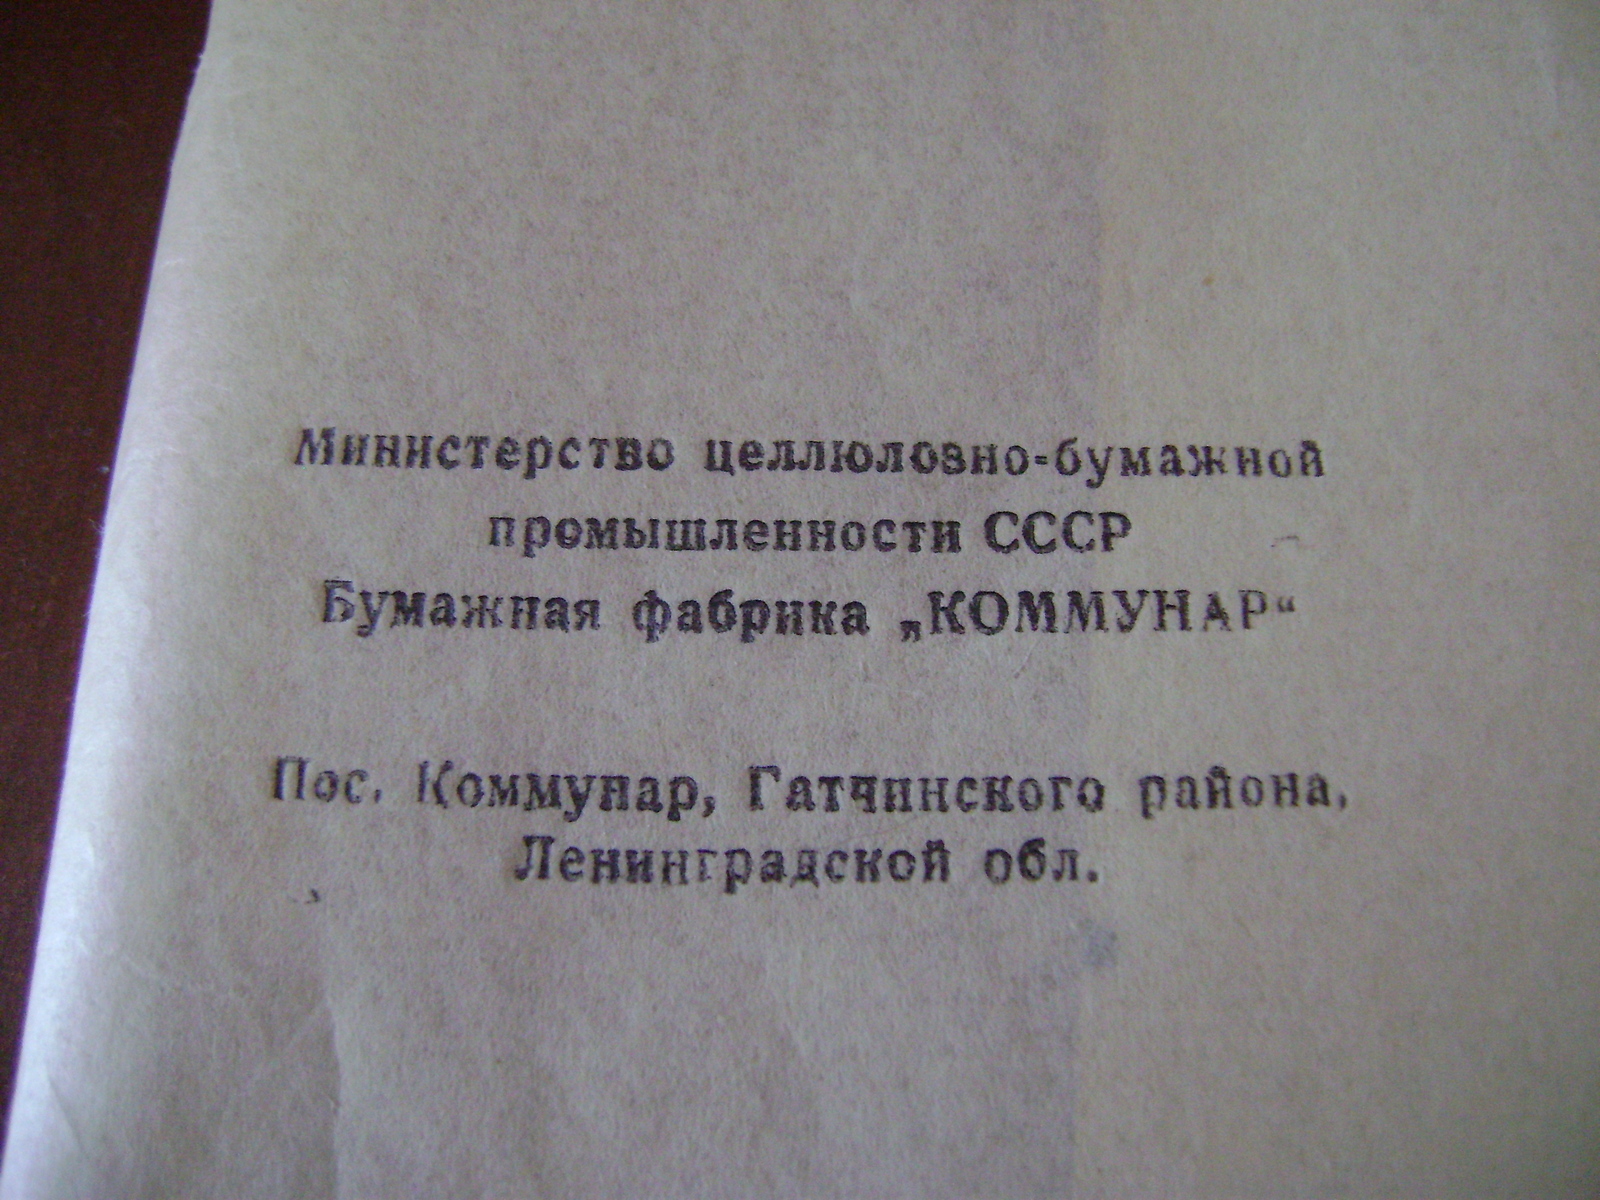 Министерство целлюлозно-бумажной
промышленности СССР
Бумажная фабрика „КОММУНАР“
Пос. Коммунар, Гатчинского района,
Ленинградской обл.